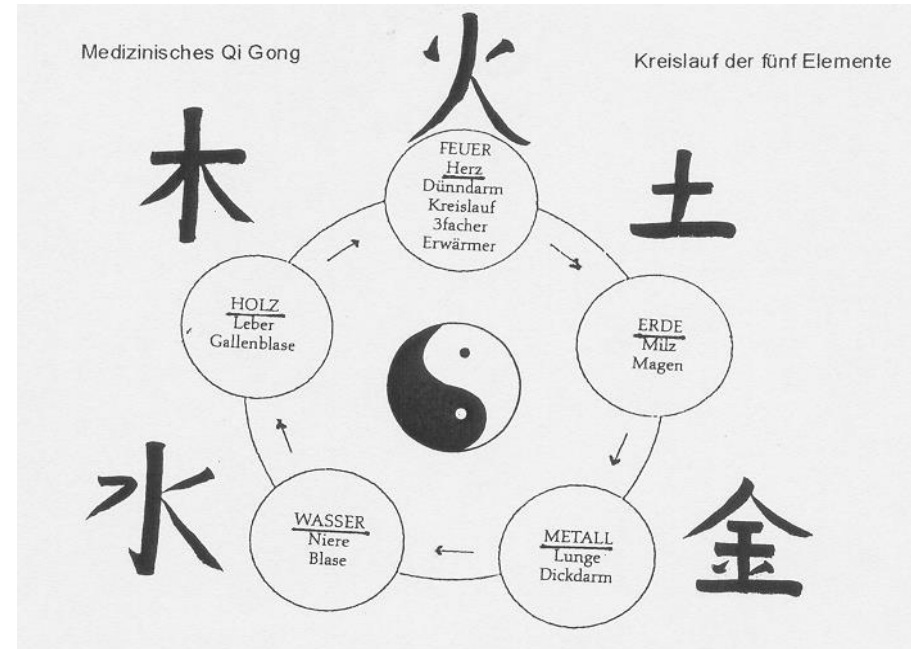 Medizinisches Qi Gong
Kreislauf der fünf Elemente
火
木
土
FEUER
Herz
Dünndarm
Kreislauf
3facher
Erwärmer
HOLZ
Leber
Gallenblase
ERDE
Milz
Magen
水
金
WASSER
Niere
Blase
METALL
Lunge
Dickdarm